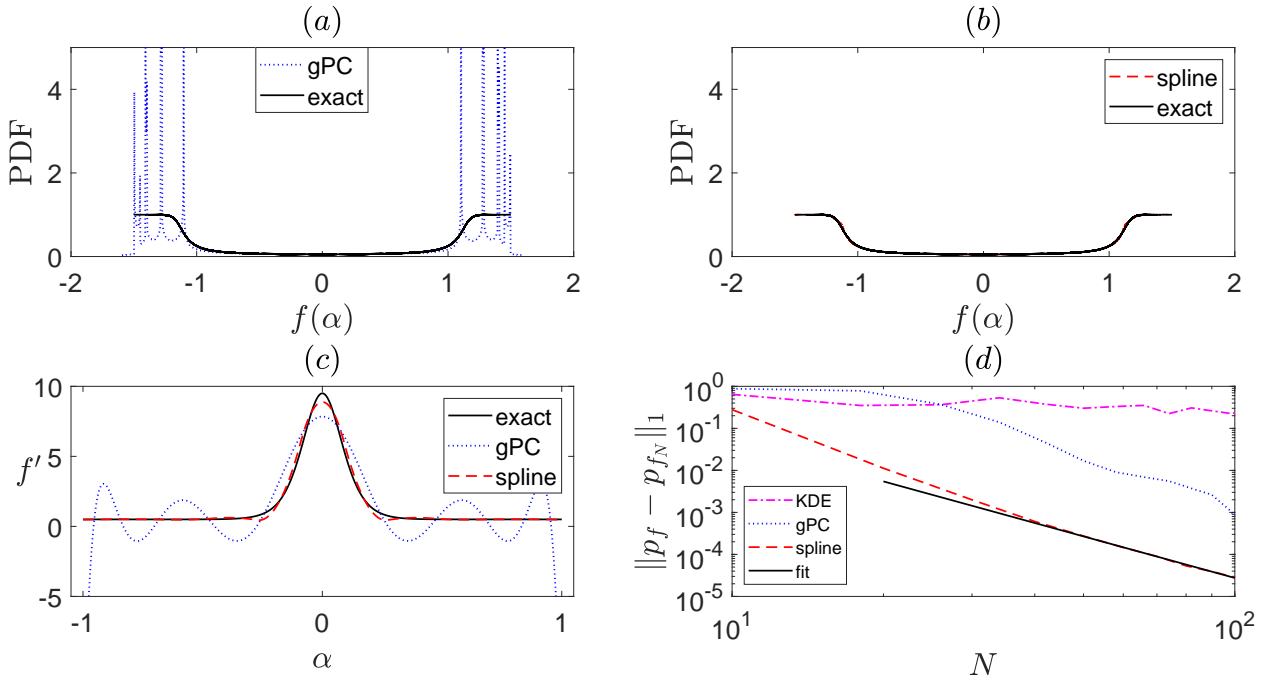 (a)
PDF
4
2
0
gPC
exact
-2 -1 0 1 2
f(α)
(b)
PDF
4
2
0
spline
exact
-2 -1 0 1 2
f(α)
(c)
f′
10
5
0
-5
exact
gPC
spline
-1 0 1
α
(d)
‖p_f − p_{f_N}‖_1
10^0
10^{-1}
10^{-2}
10^{-3}
10^{-4}
10^{-5}
KDE
gPC
spline
fit
10^1 10^2
N